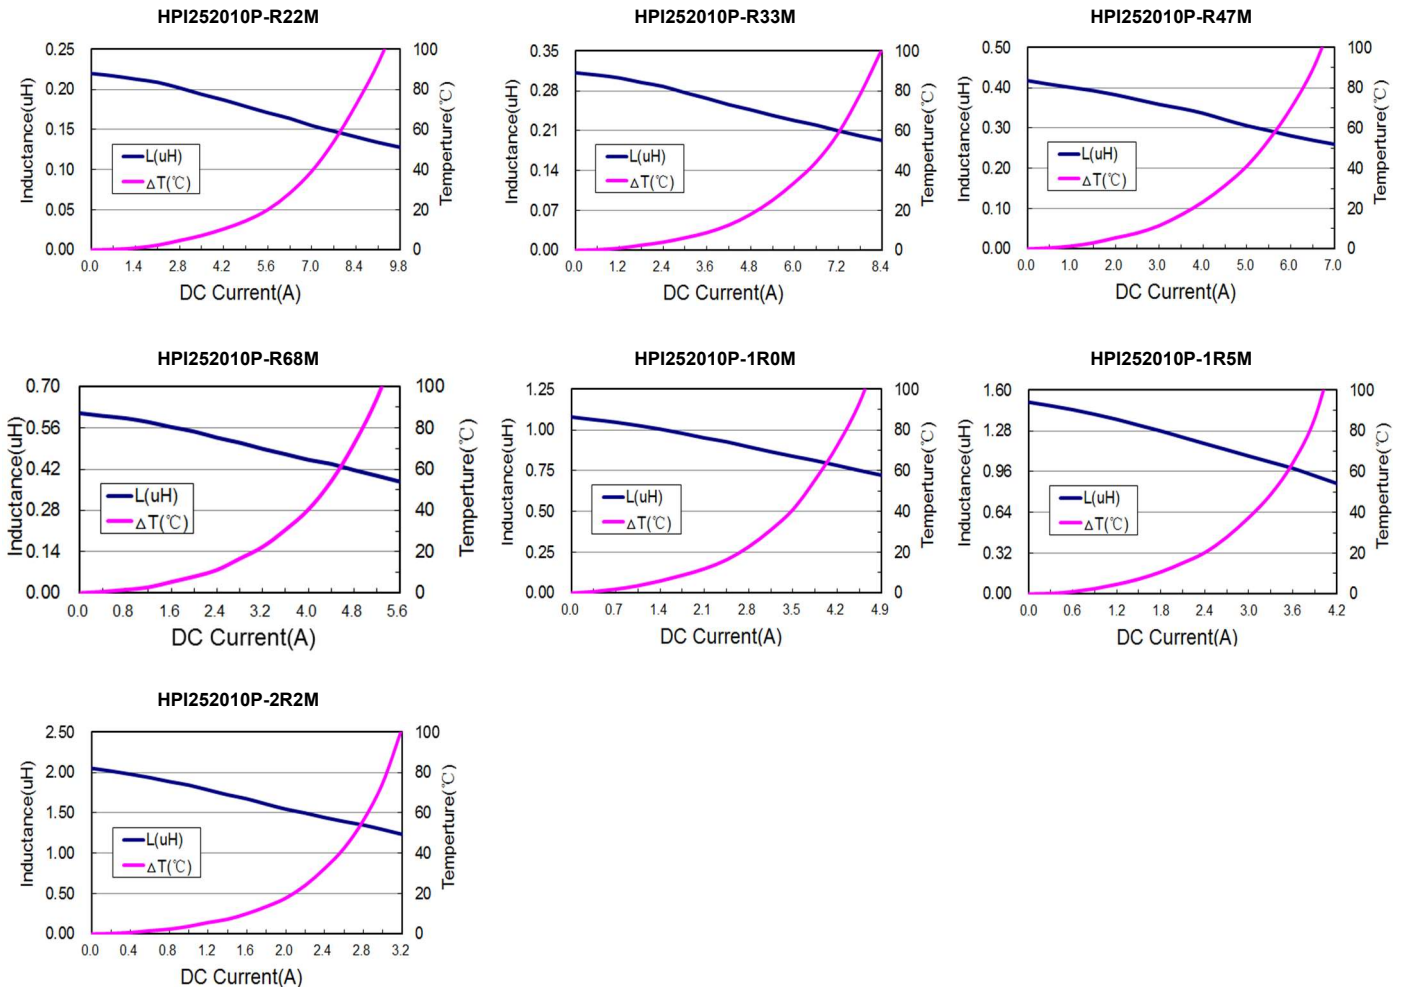 HPI252010P-R22M
0.25
0.20
0.15
0.10
0.05
0.00
Inductance(uH)
L(uH)
△T(℃)
100
80
60
40
20
0
Temperture(℃)
0.0 1.4 2.8 4.2 5.6 7.0 8.4 9.8
DC Current(A)
HPI252010P-R33M
0.35
0.28
0.21
0.14
0.07
0.00
Inductance(uH)
L(uH)
△T(℃)
100
80
60
40
20
0
Temperture(℃)
0.0 1.2 2.4 3.6 4.8 6.0 7.2 8.4
DC Current(A)
HPI252010P-R47M
0.50
0.40
0.30
0.20
0.10
0.00
Inductance(uH)
L(uH)
△T(℃)
100
80
60
40
20
0
Temperture(℃)
0.0 1.0 2.0 3.0 4.0 5.0 6.0 7.0
DC Current(A)
HPI252010P-R68M
0.70
0.56
0.42
0.28
0.14
0.00
Inductance(uH)
L(uH)
△T(℃)
100
80
60
40
20
0
Temperture(℃)
0.0 0.8 1.6 2.4 3.2 4.0 4.8 5.6
DC Current(A)
HPI252010P-1R0M
1.25
1.00
0.75
0.50
0.25
0.00
Inductance(uH)
L(uH)
△T(℃)
100
80
60
40
20
0
Temperture(℃)
0.0 0.7 1.4 2.1 2.8 3.5 4.2 4.9
DC Current(A)
HPI252010P-1R5M
1.60
1.28
0.96
0.64
0.32
0.00
Inductance(uH)
L(uH)
△T(℃)
100
80
60
40
20
0
Temperture(℃)
0.0 0.6 1.2 1.8 2.4 3.0 3.6 4.2
DC Current(A)
HPI252010P-2R2M
2.50
2.00
1.50
1.00
0.50
0.00
Inductance(uH)
L(uH)
△T(℃)
100
80
60
40
20
0
Temperture(℃)
0.0 0.4 0.8 1.2 1.6 2.0 2.4 2.8 3.2
DC Current(A)